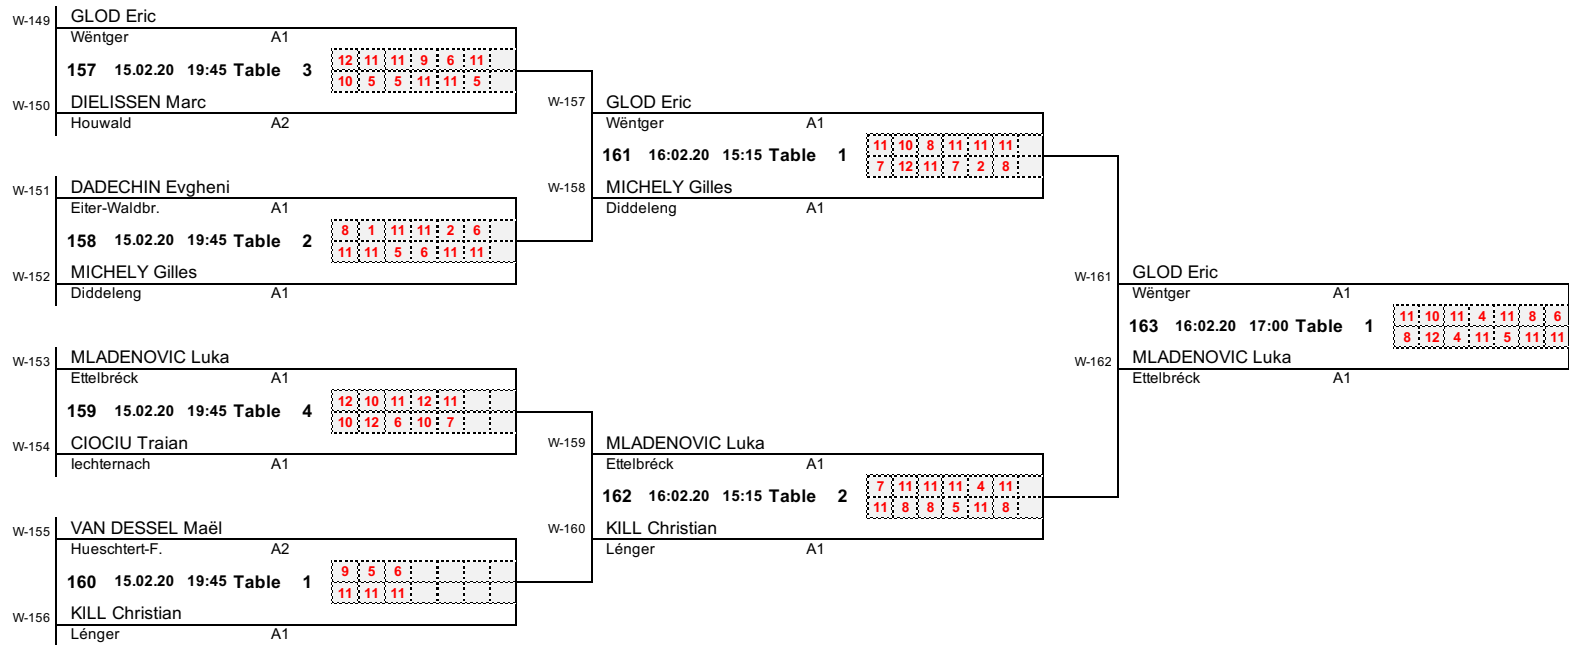 W-149 GLOD Eric
Wëntger A1
157 15.02.20 19:45 Table 3
12 11 11 9 6 11
10 5 5 11 11 5
W-150 DIELISSEN Marc
Houwald A2
W-151 DADECHIN Evgheni
Eiter-Waldbr. A1
158 15.02.20 19:45 Table 2
8 1 11 11 2 6
11 11 5 6 11 11
W-152 MICHELY Gilles
Diddeleng A1
W-153 MLADENOVIC Luka
Ettelbréck A1
159 15.02.20 19:45 Table 4
12 10 11 12 11
10 12 6 10 7
W-154 CIOCIU Traian
Iechternach A1
W-155 VAN DESSEL Maël
Hueschtert-F. A2
160 15.02.20 19:45 Table 1
9 5 6
11 11 11
W-156 KILL Christian
Lénger A1
W-157 GLOD Eric
Wëntger A1
161 16:02.20 15:15 Table 1
11 10 8 11 11 11
7 12 11 7 2 8
W-158 MICHELY Gilles
Diddeleng A1
W-159 MLADENOVIC Luka
Ettelbréck A1
162 16:02.20 15:15 Table 2
7 11 11 11 4 11
11 8 8 5 11 8
W-160 KILL Christian
Lénger A1
W-161 GLOD Eric
Wëntger A1
163 16:02.20 17:00 Table 1
11 10 11 4 11 8 6
8 12 4 11 5 11 11
W-162 MLADENOVIC Luka
Ettelbréck A1